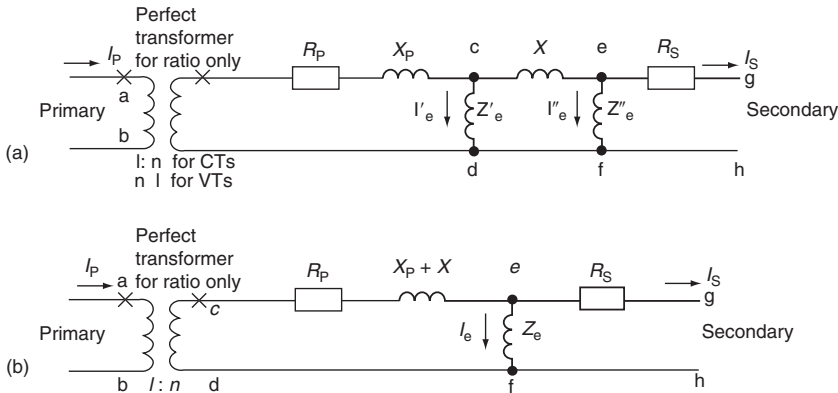 Perfect
transformer
for ratio only
I_P
a
Primary
b
(a)
l: n for CTs
n l for VTs
R_P
X_P
c
X
e
R_S
I_S
g
I'_e
Z'_e
I"_e
Z"_e
Secondary
d
f
h
Perfect
transformer
for ratio only
I_P
a
c
Primary
(b)
b
l : n
d
R_P
X_P + X
e
R_S
I_S
g
I_e
Z_e
Secondary
f
h